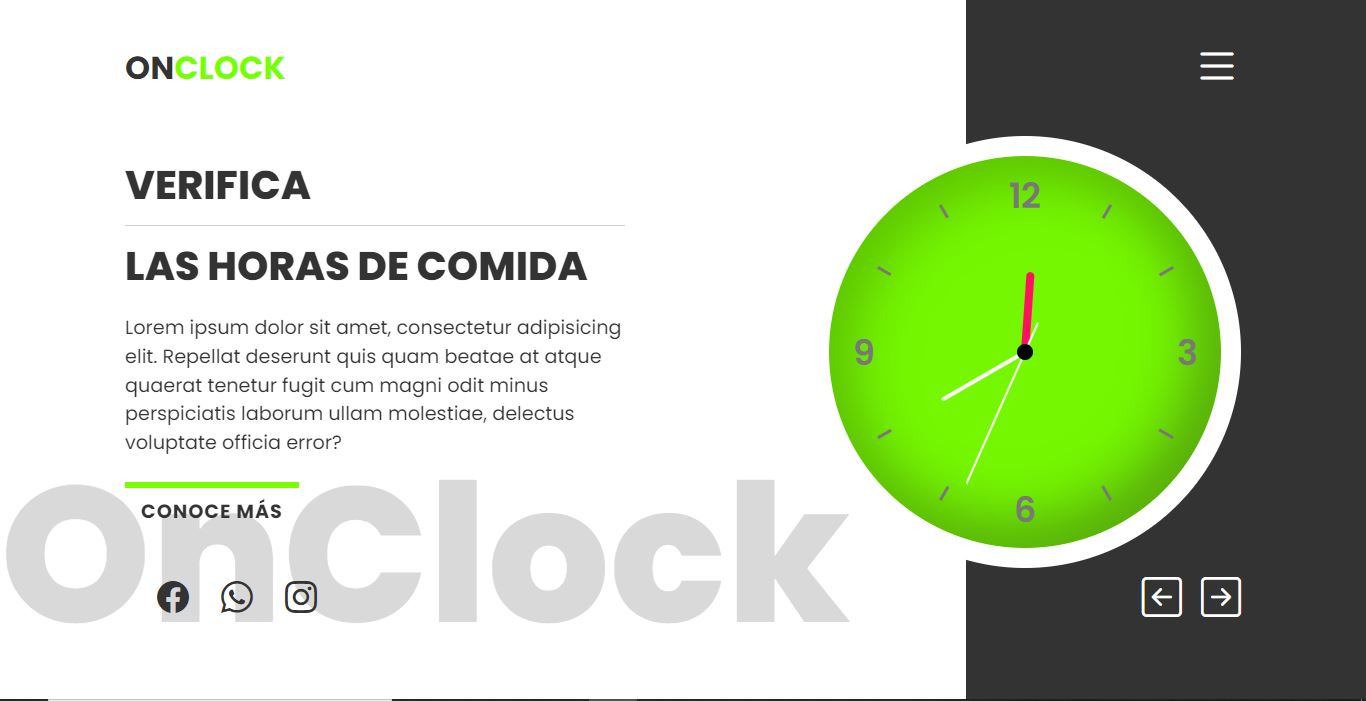 ONCLOCK
VERIFICA
LAS HORAS DE COMIDA
Lorem ipsum dolor sit amet, consectetur adipisicing
elit. Repellat deserunt quis quam beatae at atque
quaerat tenetur fugit cum magni odit minus
perspiciatis laborum ullam molestiae, delectus
voluptate officia error?
CONOCE MÁS
OnClock
12
9
3
6